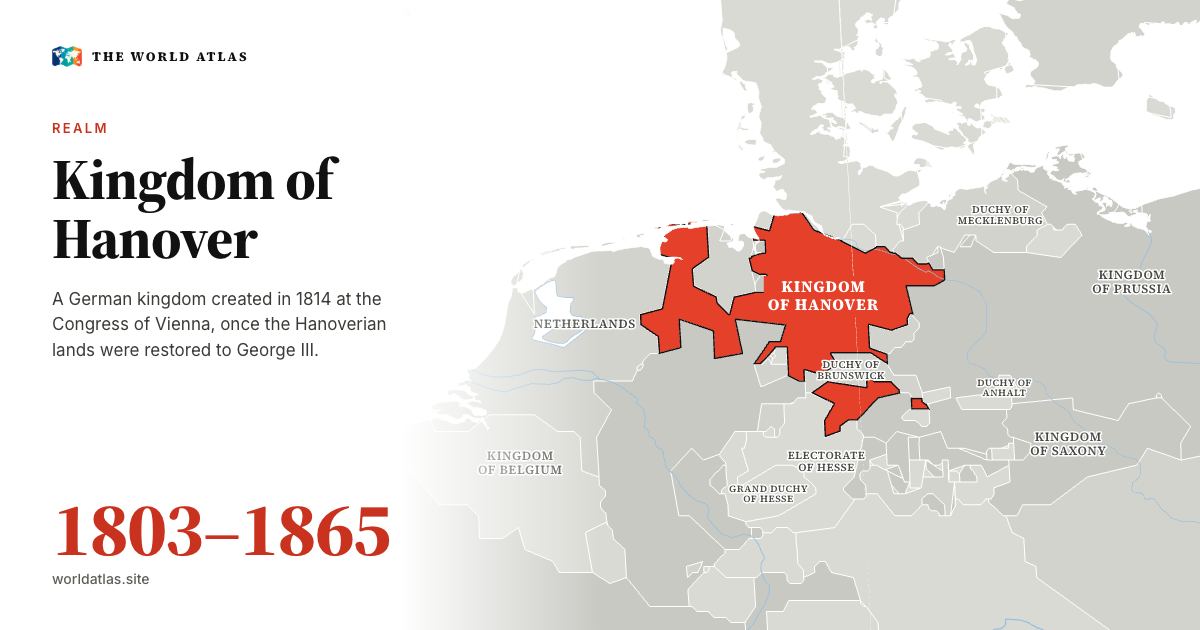 THE WORLD ATLAS
REALM
Kingdom of
Hanover
A German kingdom created in 1814 at the
Congress of Vienna, once the Hanoverian
lands were restored to George III.
1803–1865
worldatlas.site
DUCHY OF
MECKLENBURG
KINGDOM
OF PRUSSIA
KINGDOM
OF HANOVER
NETHERLANDS
DUCHY OF
BRUNSWICK
DUCHY OF
ANHALT
KINGDOM
OF SAXONY
KINGDOM
OF BELGIUM
ELECTORATE
OF HESSE
GRAND DUCHY
OF HESSE